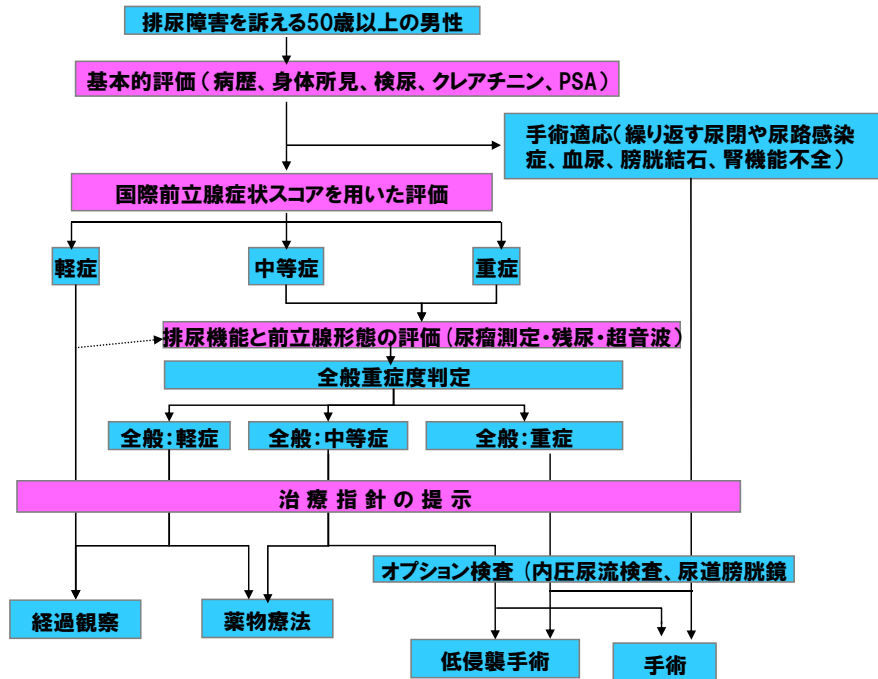 排尿障害を訴える50歳以上の男性
基本的評価(病歴、身体所見、検尿、クレアチニン、PSA)
手術適応(繰り返す尿閉や尿路感染
症、血尿、膀胱結石、腎機能不全)
国際前立腺症状スコアを用いた評価
軽症
中等症
重症
排尿機能と前立腺形態の評価(尿瘤測定・残尿・超音波)
全般重症度判定
全般:軽症
全般:中等症
全般:重症
治療指針の提示
オプション検査(内圧尿流検査、尿道膀胱鏡
経過観察
薬物療法
低侵襲手術
手術